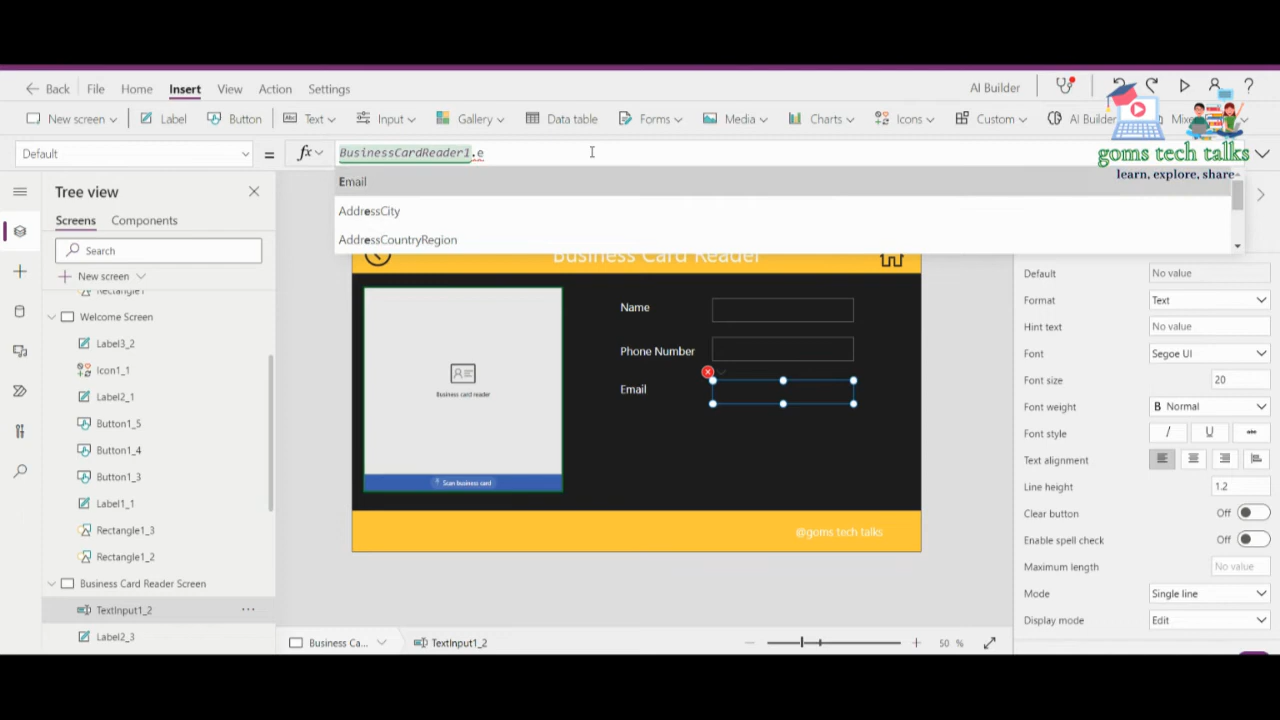 Back File Home Insert View Action Settings AI Builder
New screen Label Button Text Input Gallery Data table Forms Media Charts Icons Custom AI Builder
goms tech talks
learn, explore, share
Default = fx BusinessCardReader1.e
Email
AddressCity
AddressCountryRegion
Tree view
Screens Components
Search
New screen
Rectangle1
Welcome Screen
Label3_2
Icon1_1
Label2_1
Button1_5
Button1_4
Button1_3
Label1_1
Rectangle1_3
Rectangle1_2
Business Card Reader Screen
TextInput1_2
Label2_3
Business Card Reader
Business card reader
Scan business card
Name
Phone Number
Email
@goms tech talks
Business Ca... TextInput1_2 50 %
Default No value
Format Text
Hint text No value
Font Segoe UI
Font size 20
Font weight B Normal
Font style / U abc
Text alignment
Line height 1.2
Clear button Off
Enable spell check Off
Maximum length No value
Mode Single line
Display mode Edit